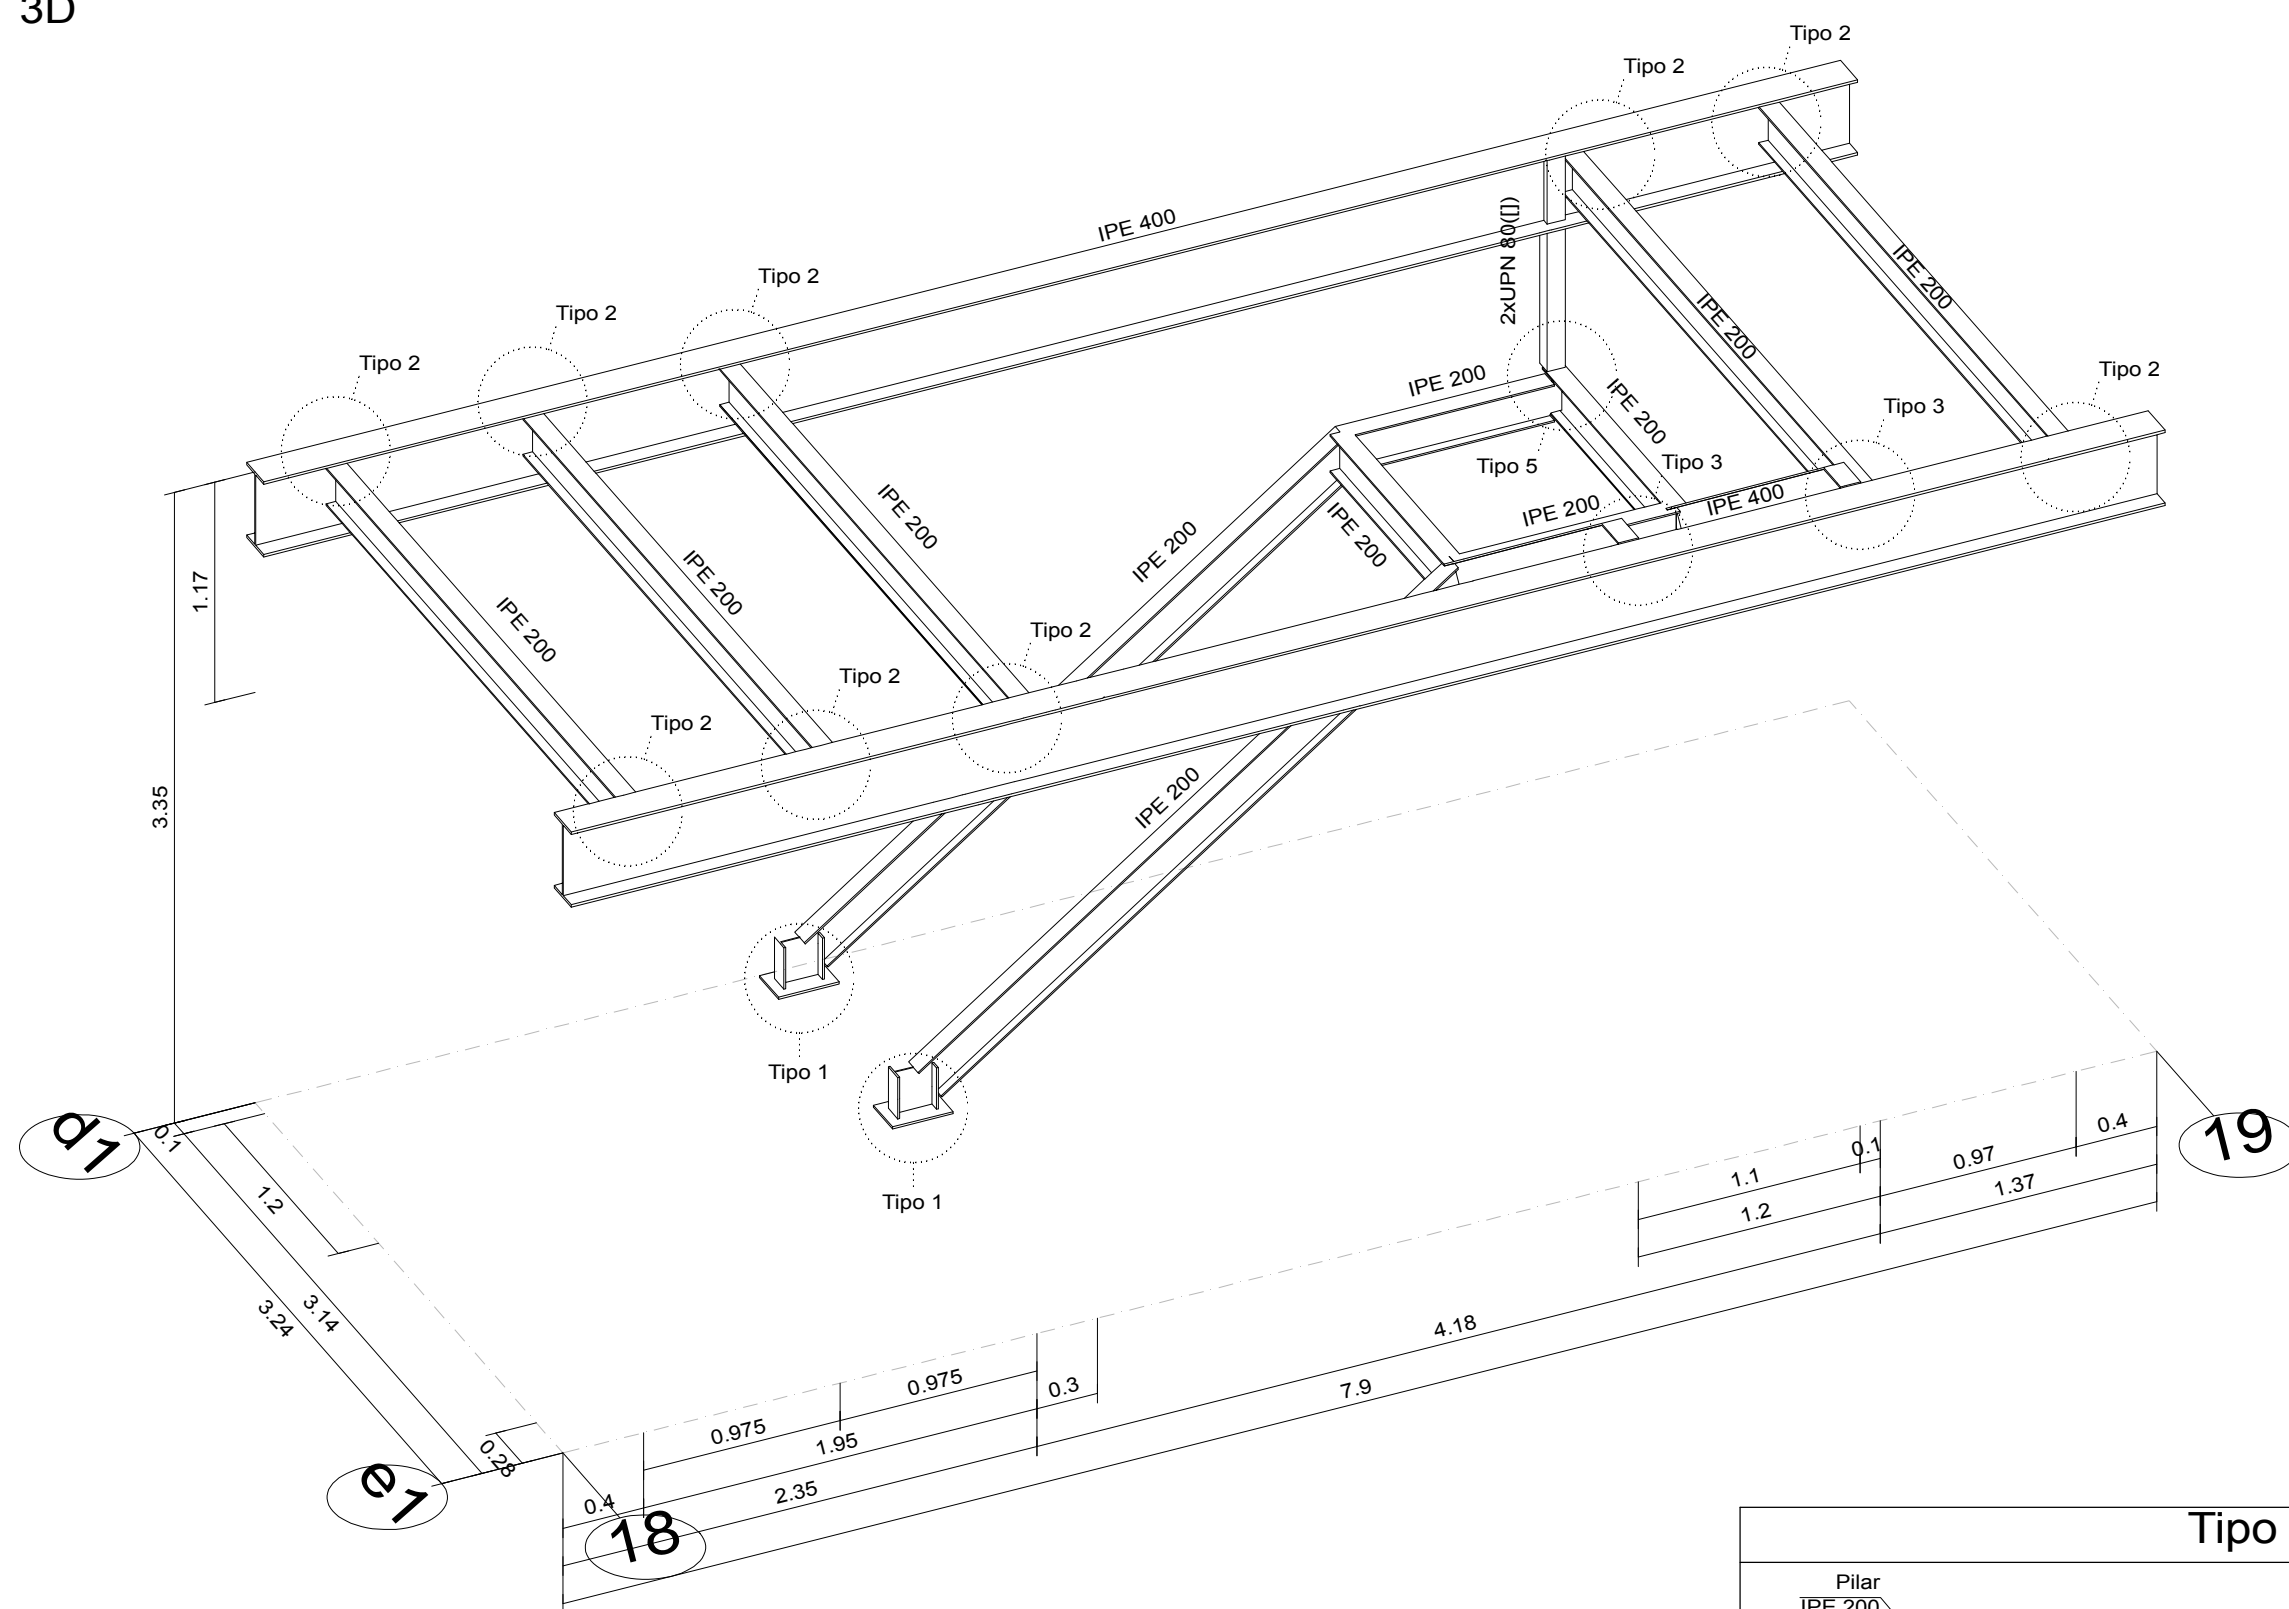 3D
Tipo 2
Tipo 2
IPE 400
2xUPN 80([])
IPE 200
Tipo 2
Tipo 2
IPE 200
Tipo 2
IPE 200
IPE 200
Tipo 2
Tipo 3
Tipo 5
Tipo 3
IPE 200
IPE 400
IPE 200
IPE 200
IPE 200
IPE 200
1.17
IPE 200
Tipo 2
Tipo 2
Tipo 2
3.35
IPE 200
Tipo 1
Tipo 1
d1
0.1
1.2
3.14
3.24
0.28
e1
18
19
0.4
0.1
0.97
1.1
1.37
1.2
4.18
7.9
0.975
0.3
0.975
1.95
2.35
0.4
Tipo
Pilar
IPE 200